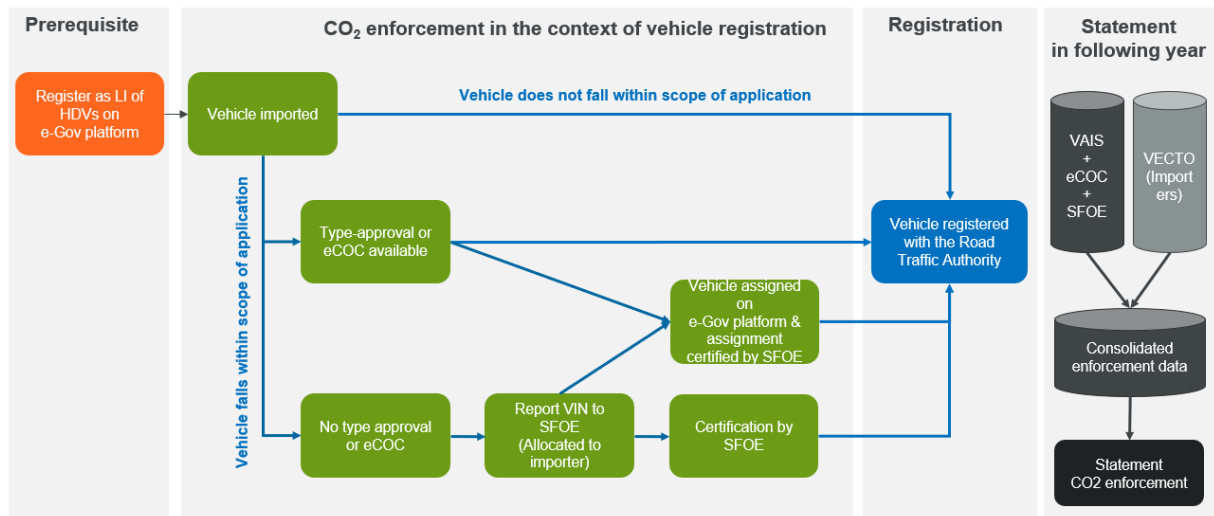 Prerequisite
CO2 enforcement in the context of vehicle registration
Registration
Statement
in following year
Register as LI of
HDVs on
e-Gov platform
Vehicle imported
Vehicle does not fall within scope of application
VAIS
+
eCOC
+
SFOE
VECTO
(Import
ers)
Vehicle falls within scope of application
Type-approval or
eCOC available
Vehicle registered
with the Road
Traffic Authority
Vehicle assigned
on
e-Gov platform &
assignment
certified by SFOE
Consolidated
enforcement data
No type approval
or eCOC
Report VIN to
SFOE
(Allocated to
importer)
Certification by
SFOE
Statement
CO2 enforcement